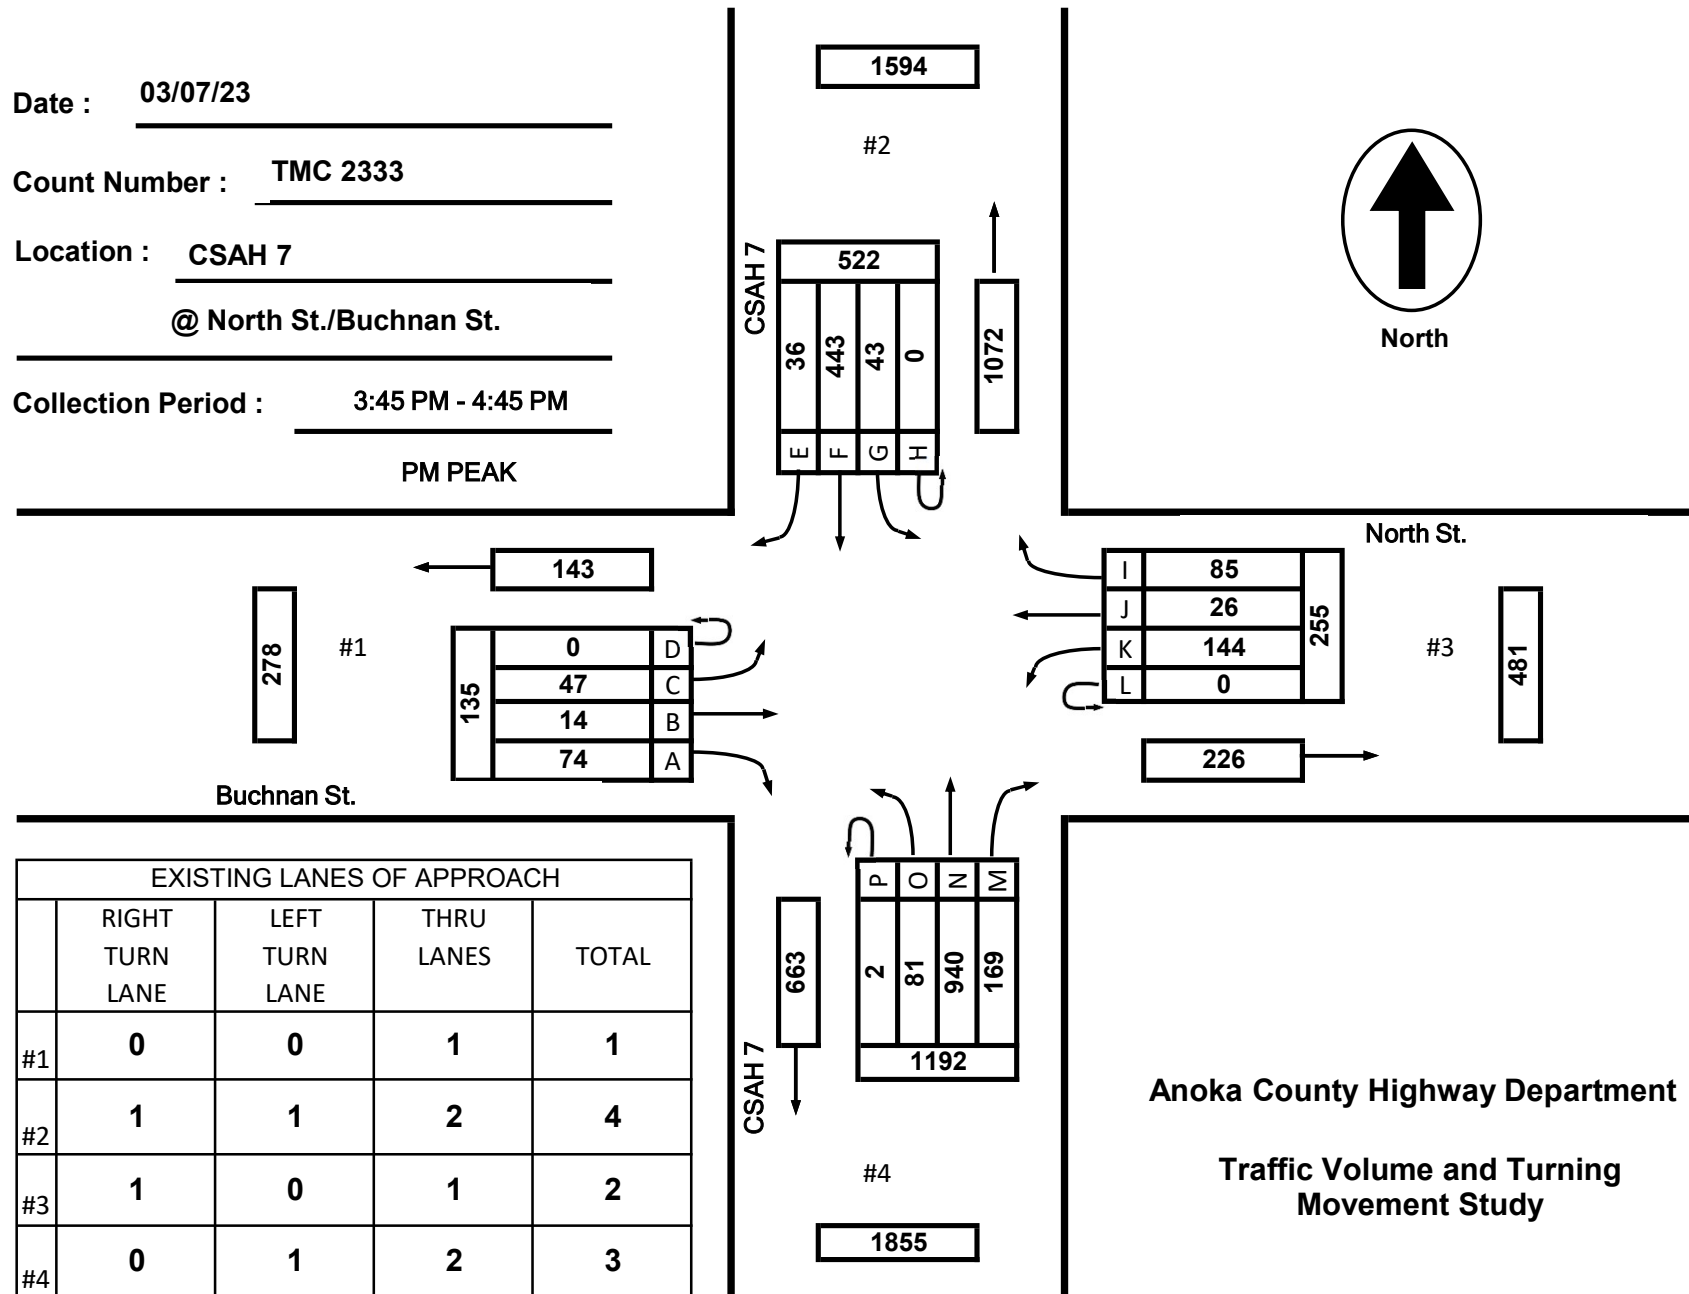 Date : 03/07/23
Count Number : TMC 2333
Location : CSAH 7
@ North St./Buchnan St.
Collection Period : 3:45 PM - 4:45 PM
PM PEAK
1594
#2
CSAH 7
522
36 443 43 0
E F G H
1072
North
North St.
143
278
#1
135
0 D
47 C
14 B
74 A
Buchnan St.
I 85
J 26
K 144
L 0
255
#3
481
226
P O N M
2 81 940 169
1192
663
CSAH 7
#4
1855
EXISTING LANES OF APPROACH
RIGHT TURN LANE LEFT TURN LANE THRU LANES TOTAL
#1 0 0 1 1
#2 1 1 2 4
#3 1 0 1 2
#4 0 1 2 3
Anoka County Highway Department
Traffic Volume and Turning
Movement Study